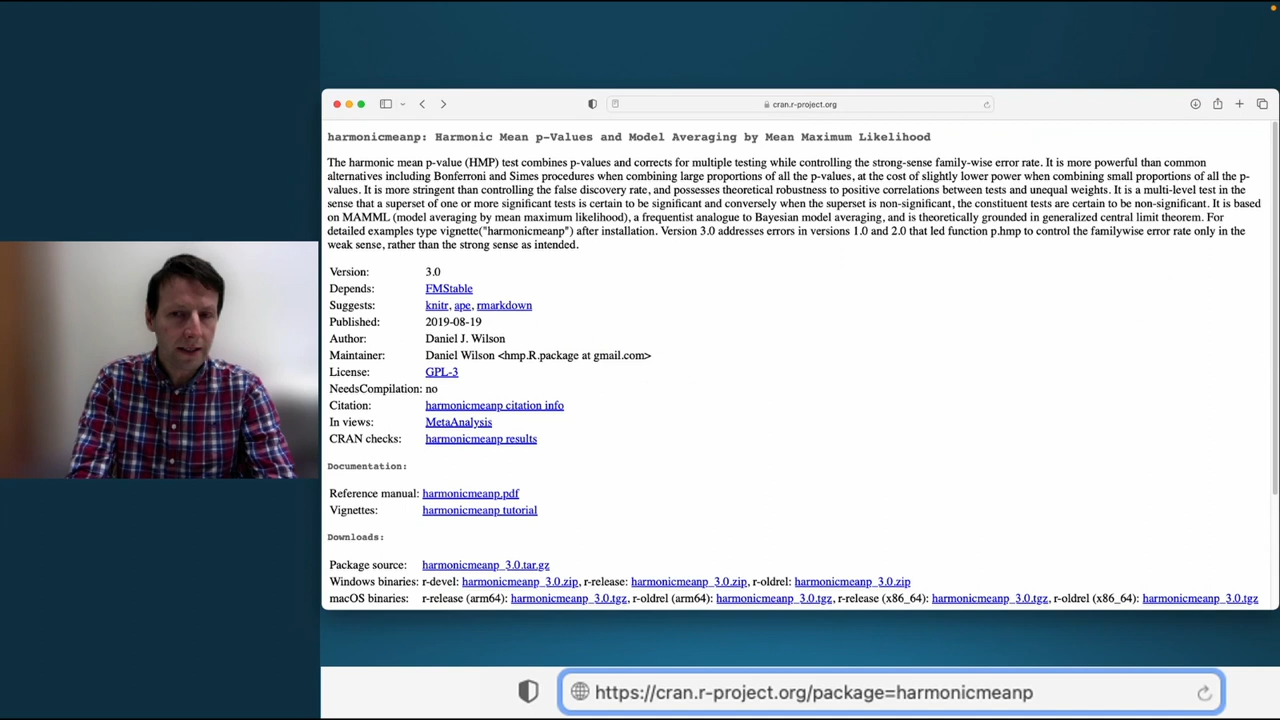 cran.r-project.org
harmonicmeanp: Harmonic Mean p-Values and Model Averaging by Mean Maximum Likelihood
The harmonic mean p-value (HMP) test combines p-values and corrects for multiple testing while controlling the strong-sense family-wise error rate. It is more powerful than common
alternatives including Bonferroni and Simes procedures when combining large proportions of all the p-values, at the cost of slightly lower power when combining small proportions of all the p-
values. It is more stringent than controlling the false discovery rate, and possesses theoretical robustness to positive correlations between tests and unequal weights. It is a multi-level test in the
sense that a superset of one or more significant tests is certain to be significant and conversely when the superset is non-significant, the constituent tests are certain to be non-significant. It is based
on MAMML (model averaging by mean maximum likelihood), a frequentist analogue to Bayesian model averaging, and is theoretically grounded in generalized central limit theorem. For
detailed examples type vignette("harmonicmeanp") after installation. Version 3.0 addresses errors in versions 1.0 and 2.0 that led function p.hmp to control the familywise error rate only in the
weak sense, rather than the strong sense as intended.
Version: 3.0
Depends: FMStable
Suggests: knitr, ape, rmarkdown
Published: 2019-08-19
Author: Daniel J. Wilson
Maintainer: Daniel Wilson <hmp.R.package at gmail.com>
License: GPL-3
NeedsCompilation: no
Citation: harmonicmeanp citation info
In views: MetaAnalysis
CRAN checks: harmonicmeanp results
Documentation:
Reference manual: harmonicmeanp.pdf
Vignettes: harmonicmeanp tutorial
Downloads:
Package source: harmonicmeanp_3.0.tar.gz
Windows binaries: r-devel: harmonicmeanp_3.0.zip, r-release: harmonicmeanp_3.0.zip, r-oldrel: harmonicmeanp_3.0.zip
macOS binaries: r-release (arm64): harmonicmeanp_3.0.tgz, r-oldrel (arm64): harmonicmeanp_3.0.tgz, r-release (x86_64): harmonicmeanp_3.0.tgz, r-oldrel (x86_64): harmonicmeanp_3.0.tgz
https://cran.r-project.org/package=harmonicmeanp